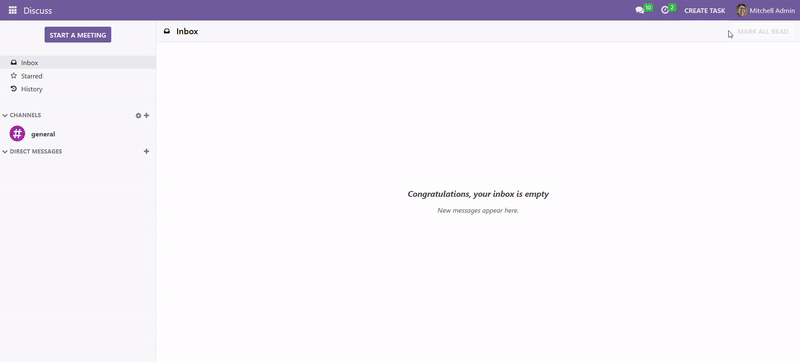 Discuss
10
2
CREATE TASK
Mitchell Admin
START A MEETING
Inbox
MARK ALL READ
Inbox
Starred
History
CHANNELS
general
DIRECT MESSAGES
Congratulations, your inbox is empty
New messages appear here.